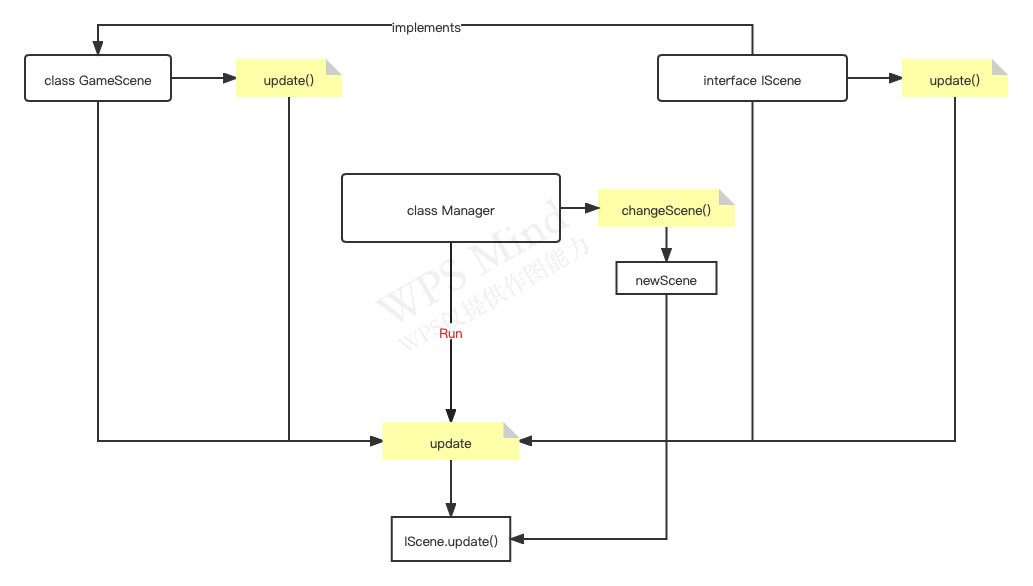 implements
class GameScene
update()
interface IScene
update()
class Manager
changeScene()
newScene
WPS Mind
WPS仅提供作图能力
Run
update
IScene.update()